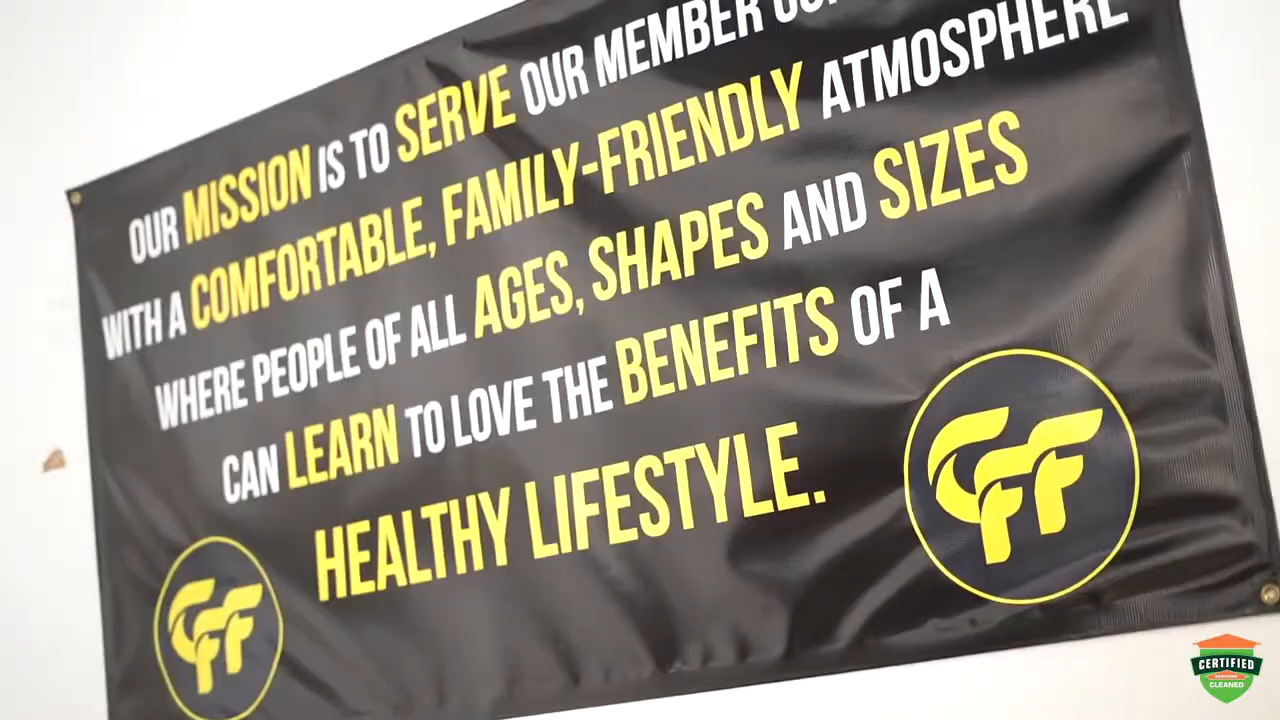 OUR MISSION IS TO SERVE OUR MEMBER
WITH A COMFORTABLE, FAMILY-FRIENDLY ATMOSPHERE
WHERE PEOPLE OF ALL AGES, SHAPES AND SIZES
CAN LEARN TO LOVE THE BENEFITS OF A
HEALTHY LIFESTYLE.
CFF
CFF
CERTIFIED
CLEANED